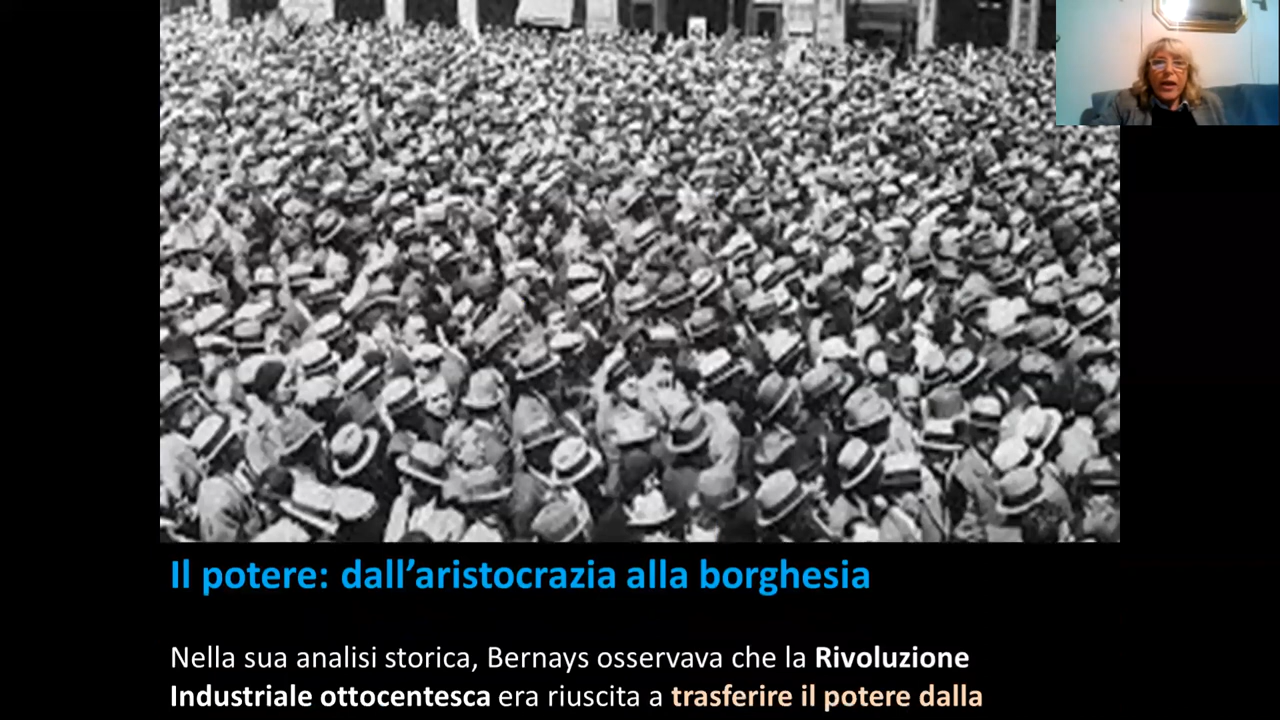 Il potere: dall’aristocrazia alla borghesia
Nella sua analisi storica, Bernays osservava che la Rivoluzione
Industriale ottocentesca era riuscita a trasferire il potere dalla